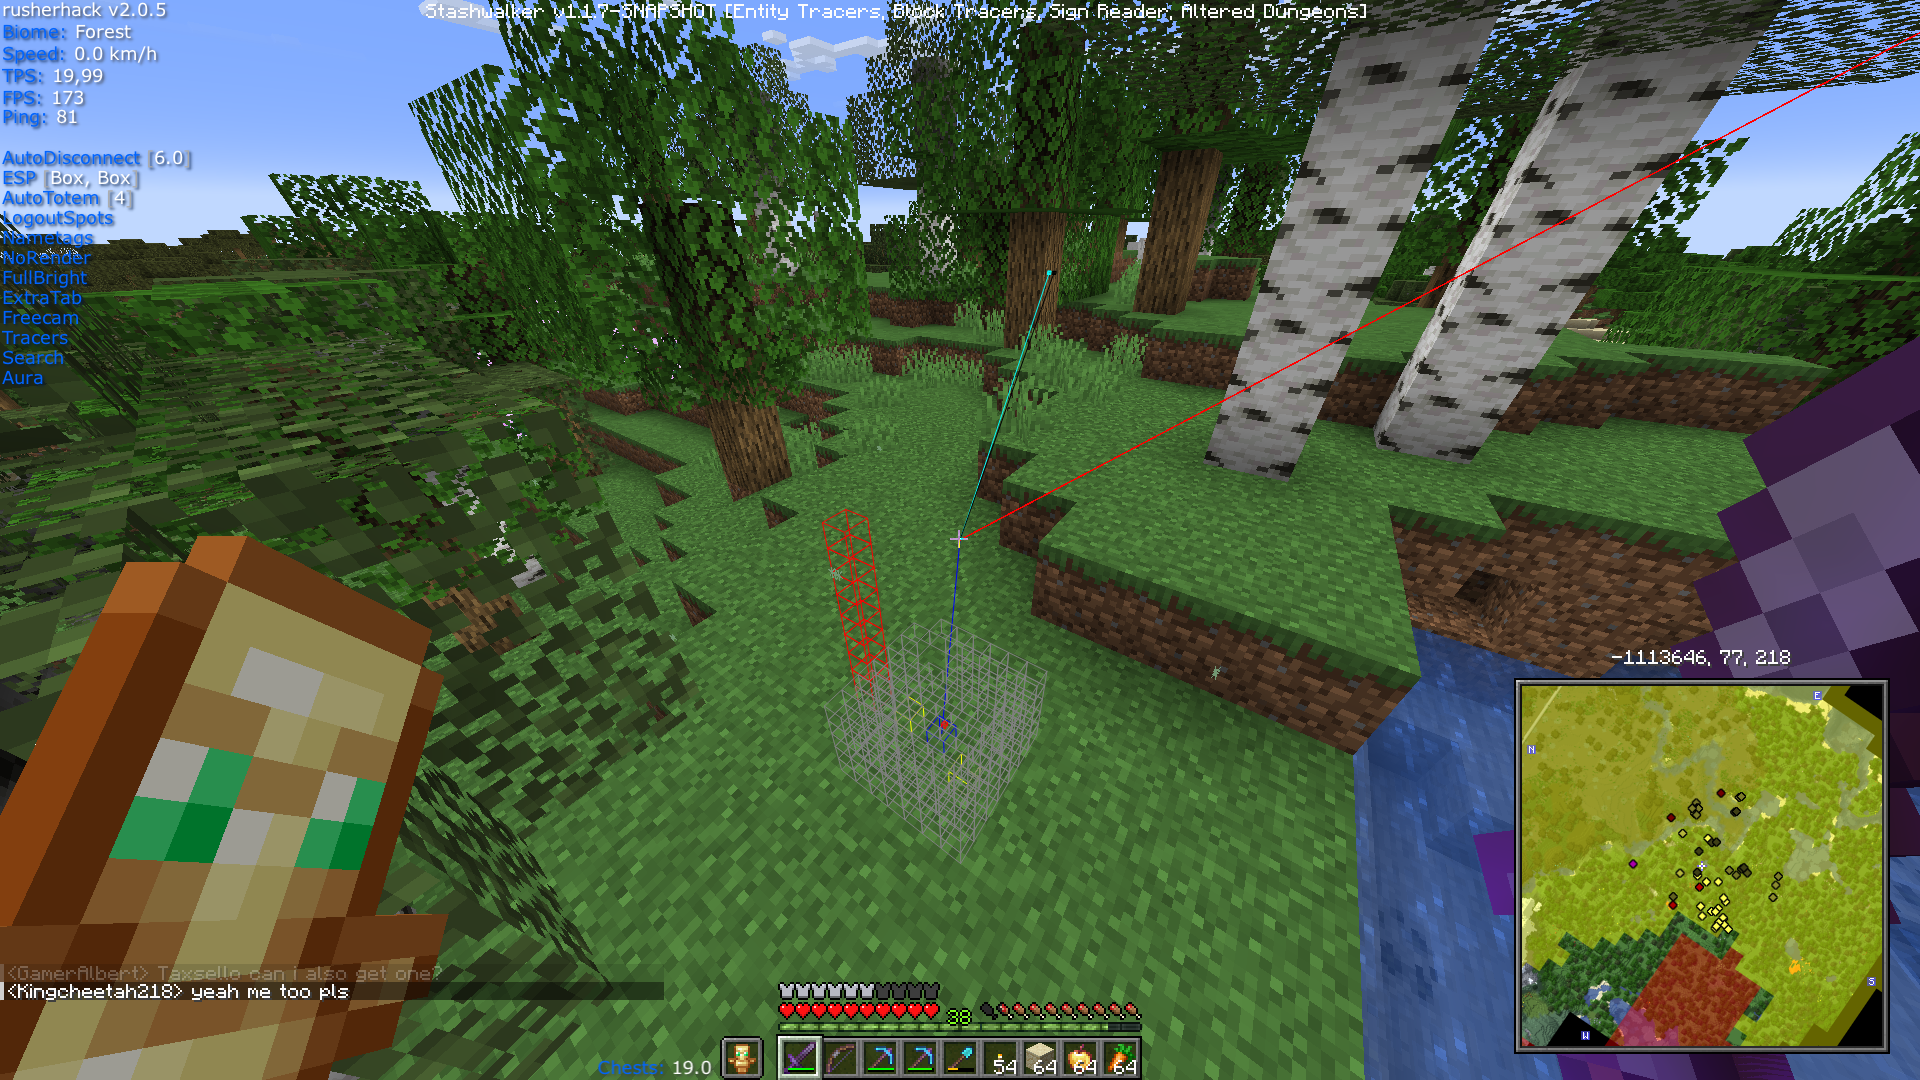 rusherhack v2.0.5
Stashwalker v1.1.7-SNAPSHOT [Entity Tracers, Block Tracers, Sign Reader, Altered Dungeons]
Biome: Forest
Speed: 0.0 km/h
TPS: 19,99
FPS: 173
Ping: 81
AutoDisconnect [6.0]
ESP [Box, Box]
AutoTotem [4]
LogoutSpots
Nametags
NoRender
FullBright
ExtraTab
Freecam
Tracers
Search
Aura
-1113646, 77, 218
E
N
S
W
<GamerAlbert> Taxsello can i also get one?
<Kingcheetah218> yeah me too pls
38
Chests: 19.0
54
64
64
64